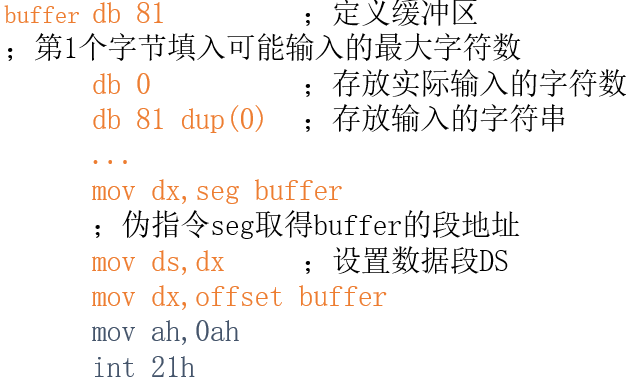 buffer db 81 ；定义缓冲区
；第1个字节填入可能输入的最大字符数
db 0 ；存放实际输入的字符数
db 81 dup(0) ；存放输入的字符串
...
mov dx,seg buffer
；伪指令seg取得buffer的段地址
mov ds,dx ；设置数据段DS
mov dx,offset buffer
mov ah,0ah
int 21h